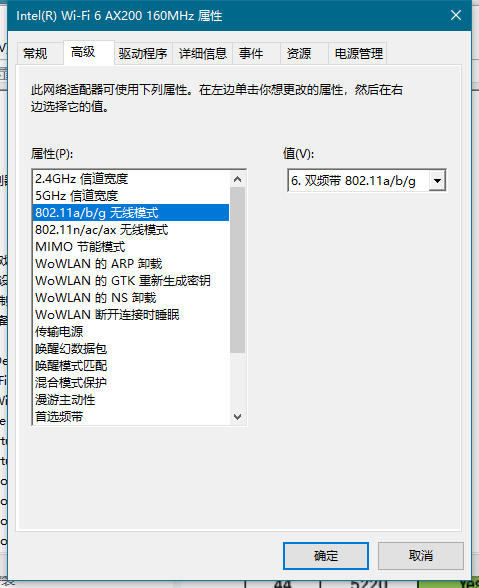 Intel(R) Wi-Fi 6 AX200 160MHz 属性
常规 高级 驱动程序 详细信息 事件 资源 电源管理
此网络适配器可使用下列属性。在左边单击你想更改的属性，然后在右
边选择它的值。
属性(P):
值(V):
2.4GHz 信道宽度
5GHz 信道宽度
802.11a/b/g 无线模式
802.11n/ac/ax 无线模式
MIMO 节能模式
WoWLAN 的 ARP 卸载
WoWLAN 的 GTK 重新生成密钥
WoWLAN 的 NS 卸载
WoWLAN 断开连接时睡眠
传输电源
唤醒幻数据包
唤醒模式匹配
混合模式保护
漫游主动性
首选频带
6. 双频带 802.11a/b/g
确定
取消
44 5220 Yes